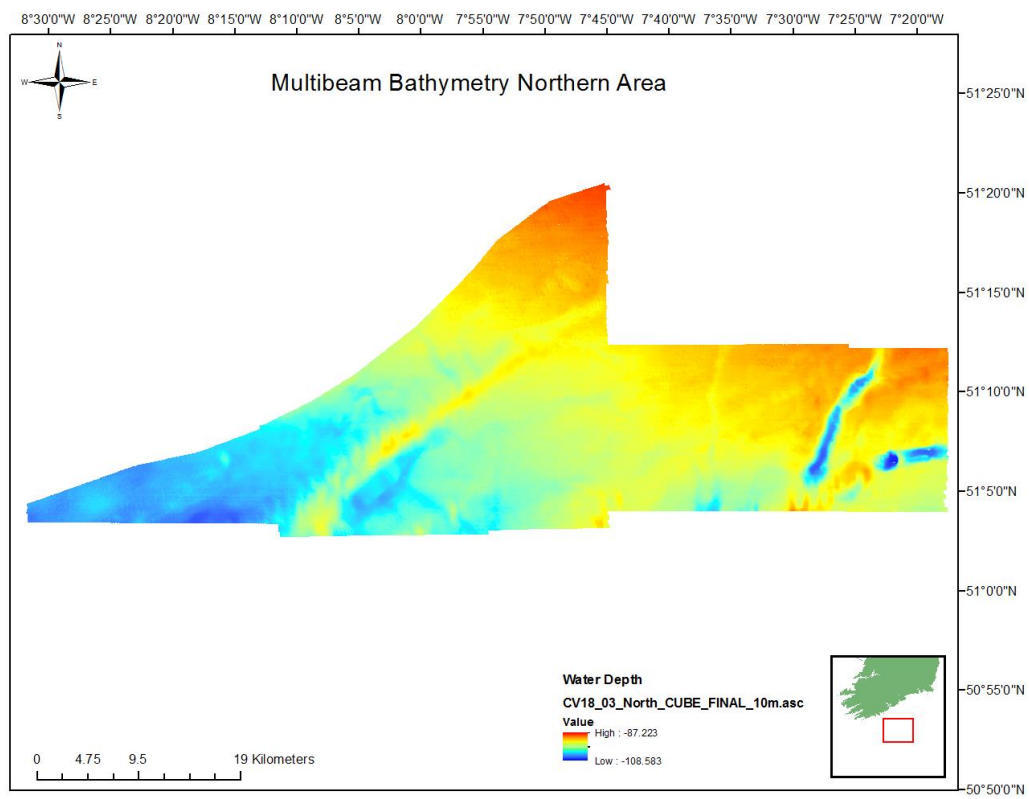 8°30'0"W 8°25'0"W 8°20'0"W 8°15'0"W 8°10'0"W 8°5'0"W 8°0'0"W 7°55'0"W 7°50'0"W 7°45'0"W 7°40'0"W 7°35'0"W 7°30'0"W 7°25'0"W 7°20'0"W
N
W E
S
Multibeam Bathymetry Northern Area
51°25'0"N
51°20'0"N
51°15'0"N
51°10'0"N
51°5'0"N
51°0'0"N
50°55'0"N
50°50'0"N
Water Depth
CV18_03_North_CUBE_FINAL_10m.asc
Value
High : -87.223
Low : -108.583
0 4.75 9.5 19 Kilometers